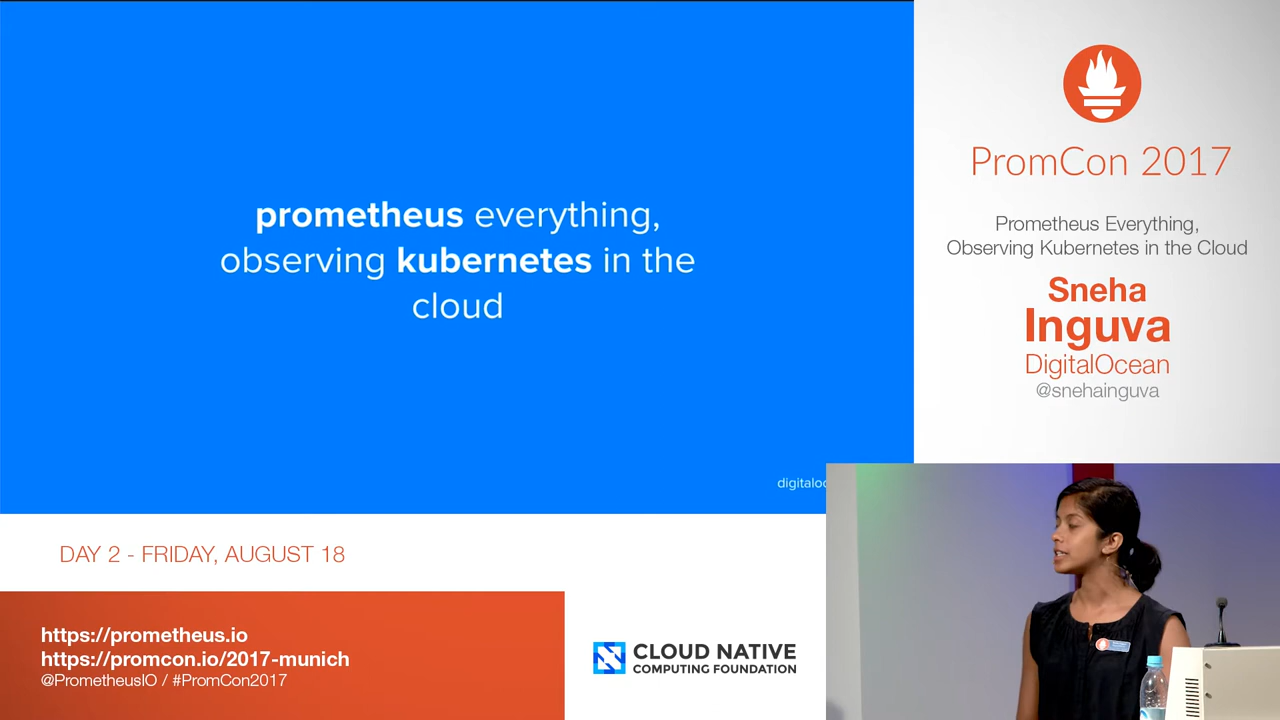 prometheus everything,
observing kubernetes in the
cloud
PromCon 2017
Prometheus Everything,
Observing Kubernetes in the Cloud
Sneha
Inguva
DigitalOcean
@snehainguva
DAY 2 - FRIDAY, AUGUST 18
https://prometheus.io
https://promcon.io/2017-munich
@PrometheusIO / #PromCon2017
CLOUD NATIVE
COMPUTING FOUNDATION